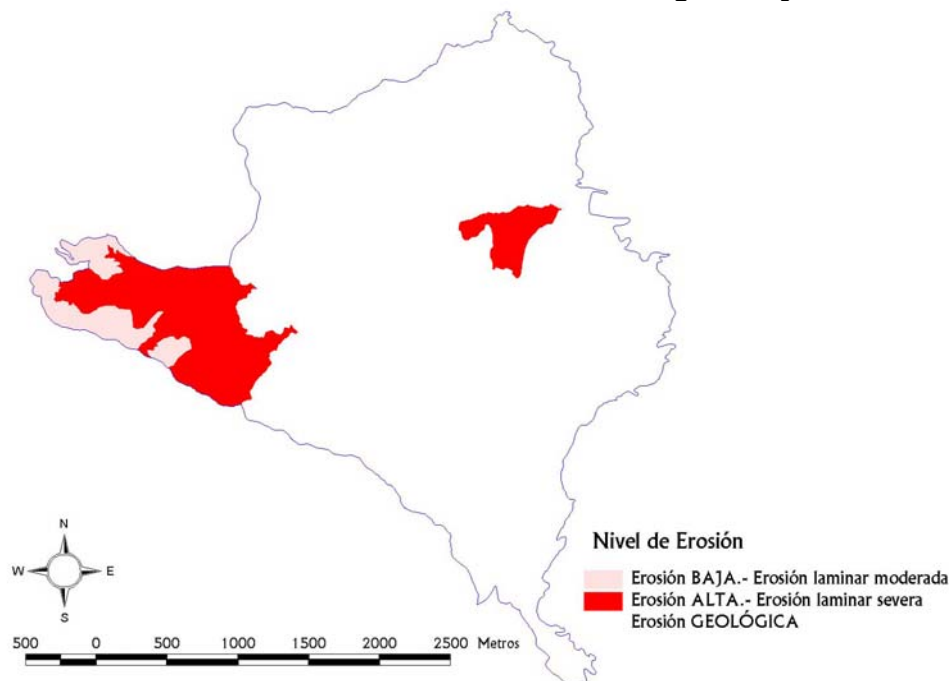 Nivel de Erosión
Erosión BAJA.- Erosión laminar moderada
Erosión ALTA.- Erosión laminar severa
Erosión GEOLÓGICA
N
W E
S
500 0 500 1000 1500 2000 2500 Metros